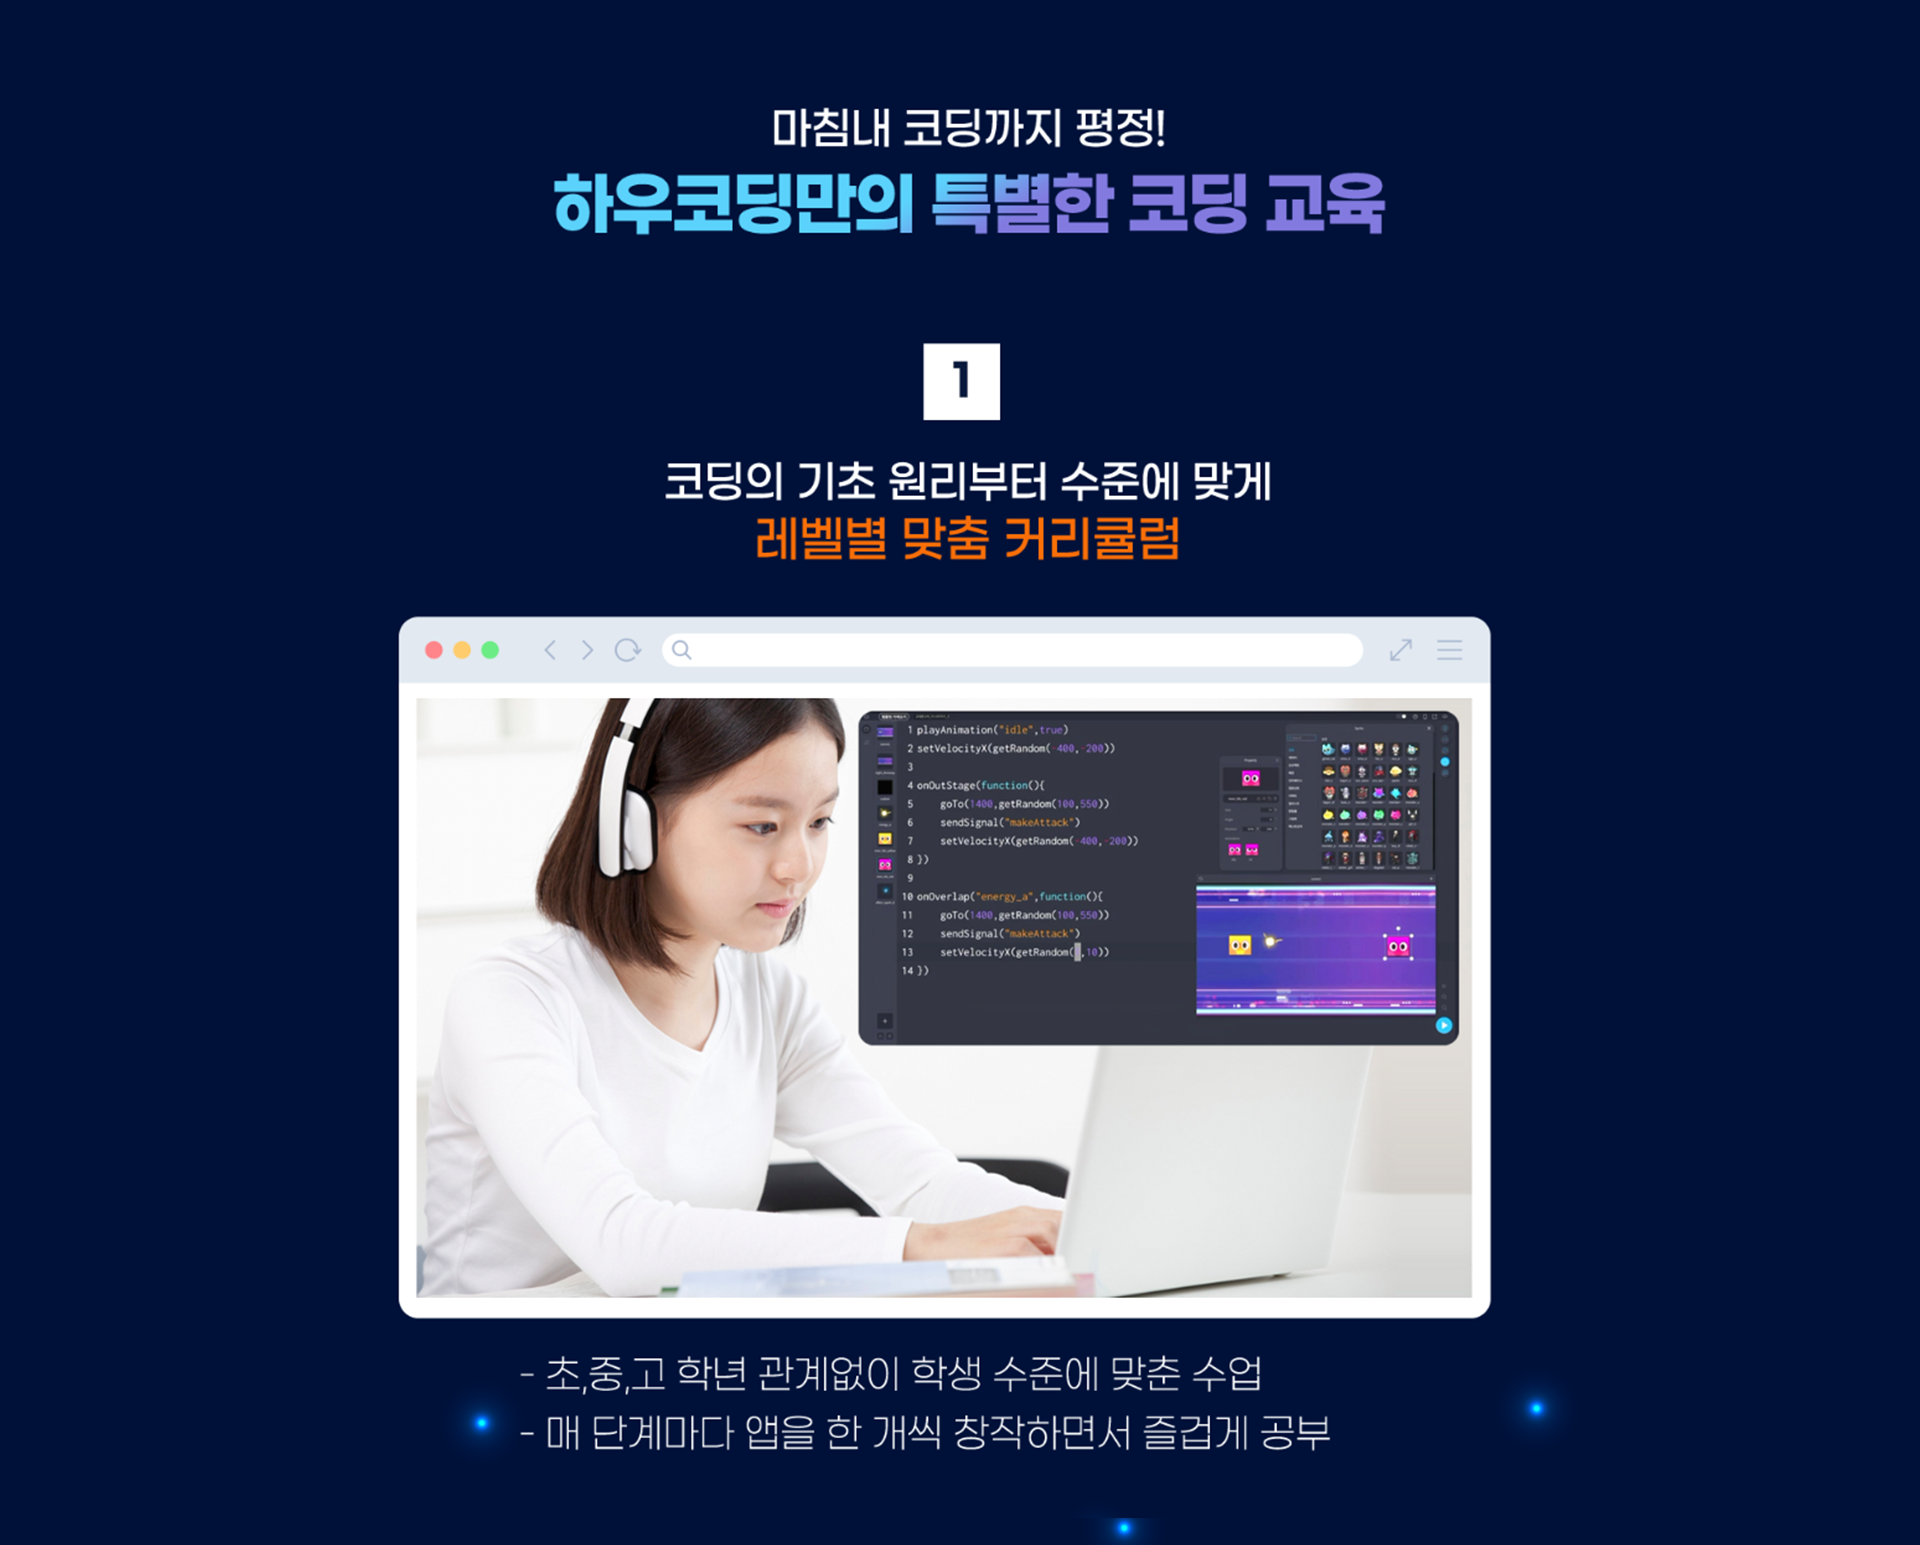 마침내 코딩까지 평정!
하우코딩만의 특별한 코딩 교육
1
코딩의 기초 원리부터 수준에 맞게
레벨별 맞춤 커리큘럼
1 playAnimation("idle",true)
2 setVelocityX(getRandom(-400,-200))
3
4 onOutStage(function(){
5 goTo(1400,getRandom(100,550))
6 sendSignal("makeAttack")
7 setVelocityX(getRandom(-400,-200))
8 })
9
10 onOverlap("energy_a",function(){
11 goTo(1400,getRandom(100,550))
12 sendSignal("makeAttack")
13 setVelocityX(getRandom(,10))
14 })
- 초,중,고 학년 관계없이 학생 수준에 맞춘 수업
- 매 단계마다 앱을 한 개씩 창작하면서 즐겁게 공부